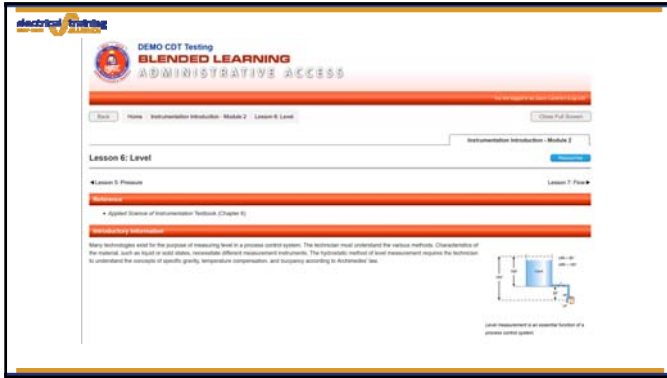 electrical training
ALLIANCE
DEMO CDT Testing
BLENDED LEARNING
ADMINISTRATIVE ACCESS
Back
Home
Instrumentation Introduction - Module 2
Lesson 6: Level
Close Full Screen
Instrumentation Introduction - Module 2
Lesson 6: Level
Resources
Lesson 5: Pressure
Lesson 7: Flow
Reference
Applied Science of Instrumentation Textbook (Chapter 6)
Introductory Information
Many technologies exist for the purpose of measuring level in a process control system. The technician must understand the various methods. Characteristics of
the material, such as liquid or solid states, necessitate different measurement instruments. The hydrostatic method of level measurement requires the technician
to understand the concepts of specific gravity, temperature compensation, and buoyancy according to Archimedes' law.
Level measurement is an essential function of a
process control system.